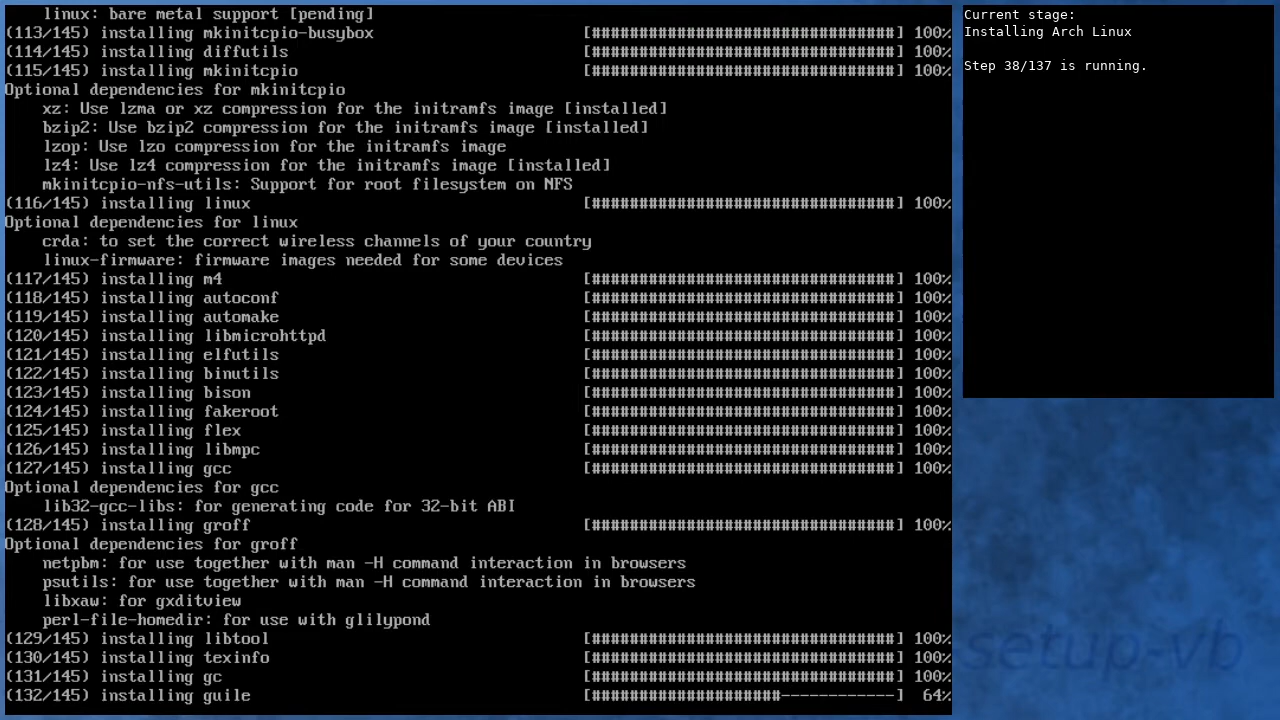 linux: bare metal support [pending]
(113/145) installing mkinitcpio-busybox [################################] 100%
(114/145) installing diffutils [################################] 100%
(115/145) installing mkinitcpio [################################] 100%
Optional dependencies for mkinitcpio
xz: Use lzma or xz compression for the initramfs image [installed]
bzip2: Use bzip2 compression for the initramfs image [installed]
lzop: Use lzo compression for the initramfs image
lz4: Use lz4 compression for the initramfs image [installed]
mkinitcpio-nfs-utils: Support for root filesystem on NFS
(116/145) installing linux [################################] 100%
Optional dependencies for linux
crda: to set the correct wireless channels of your country
linux-firmware: firmware images needed for some devices
(117/145) installing m4 [################################] 100%
(118/145) installing autoconf [################################] 100%
(119/145) installing automake [################################] 100%
(120/145) installing libmicrohttpd [################################] 100%
(121/145) installing elfutils [################################] 100%
(122/145) installing binutils [################################] 100%
(123/145) installing bison [################################] 100%
(124/145) installing fakeroot [################################] 100%
(125/145) installing flex [################################] 100%
(126/145) installing libmpc [################################] 100%
(127/145) installing gcc [################################] 100%
Optional dependencies for gcc
lib32-gcc-libs: for generating code for 32-bit ABI
(128/145) installing groff [################################] 100%
Optional dependencies for groff
netpbm: for use together with man -H command interaction in browsers
psutils: for use together with man -H command interaction in browsers
libxaw: for gxditview
perl-file-homedir: for use with glilypond
(129/145) installing libtool [################################] 100%
(130/145) installing texinfo [################################] 100%
(131/145) installing gc [################################] 100%
(132/145) installing guile [####################------------] 64%
Current stage:
Installing Arch Linux
Step 38/137 is running.
setup-vb